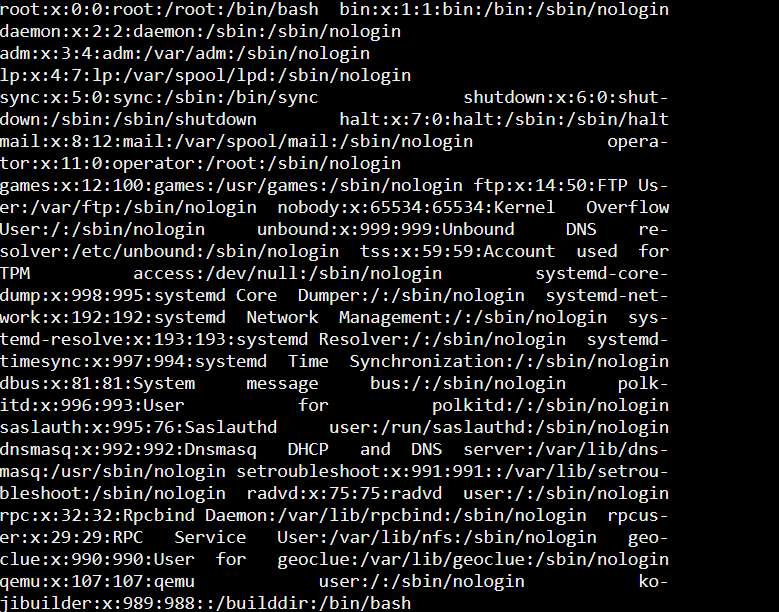 root:x:0:0:root:/root:/bin/bash bin:x:1:1:bin:/bin:/sbin/nologin
daemon:x:2:2:daemon:/sbin:/sbin/nologin
adm:x:3:4:adm:/var/adm:/sbin/nologin
lp:x:4:7:lp:/var/spool/lpd:/sbin/nologin
sync:x:5:0:sync:/sbin:/bin/sync shutdown:x:6:0:shut-
down:/sbin:/sbin/shutdown halt:x:7:0:halt:/sbin:/sbin/halt
mail:x:8:12:mail:/var/spool/mail:/sbin/nologin opera-
tor:x:11:0:operator:/root:/sbin/nologin
games:x:12:100:games:/usr/games:/sbin/nologin ftp:x:14:50:FTP Us-
er:/var/ftp:/sbin/nologin nobody:x:65534:65534:Kernel Overflow
User:/:/sbin/nologin unbound:x:999:999:Unbound DNS re-
solver:/etc/unbound:/sbin/nologin tss:x:59:59:Account used for
TPM access:/dev/null:/sbin/nologin systemd-core-
dump:x:998:995:systemd Core Dumper:/:/sbin/nologin systemd-net-
work:x:192:192:systemd Network Management:/:/sbin/nologin sys-
temd-resolve:x:193:193:systemd Resolver:/:/sbin/nologin systemd-
timesync:x:997:994:systemd Time Synchronization:/:/sbin/nologin
dbus:x:81:81:System message bus:/:/sbin/nologin polk-
itd:x:996:993:User for polkitd:/:/sbin/nologin
saslauth:x:995:76:Saslauthd user:/run/saslauthd:/sbin/nologin
dnsmasq:x:992:992:Dnsmasq DHCP and DNS server:/var/lib/dns-
masq:/usr/sbin/nologin setroubleshoot:x:991:991::/var/lib/setrou-
bleshoot:/sbin/nologin radvd:x:75:75:radvd user:/:/sbin/nologin
rpc:x:32:32:Rpcbind Daemon:/var/lib/rpcbind:/sbin/nologin rpcus-
er:x:29:29:RPC Service User:/var/lib/nfs:/sbin/nologin geo-
clue:x:990:990:User for geoclue:/var/lib/geoclue:/sbin/nologin
qemu:x:107:107:qemu user:/:/sbin/nologin ko-
jibuilder:x:989:988::/builddir:/bin/bash